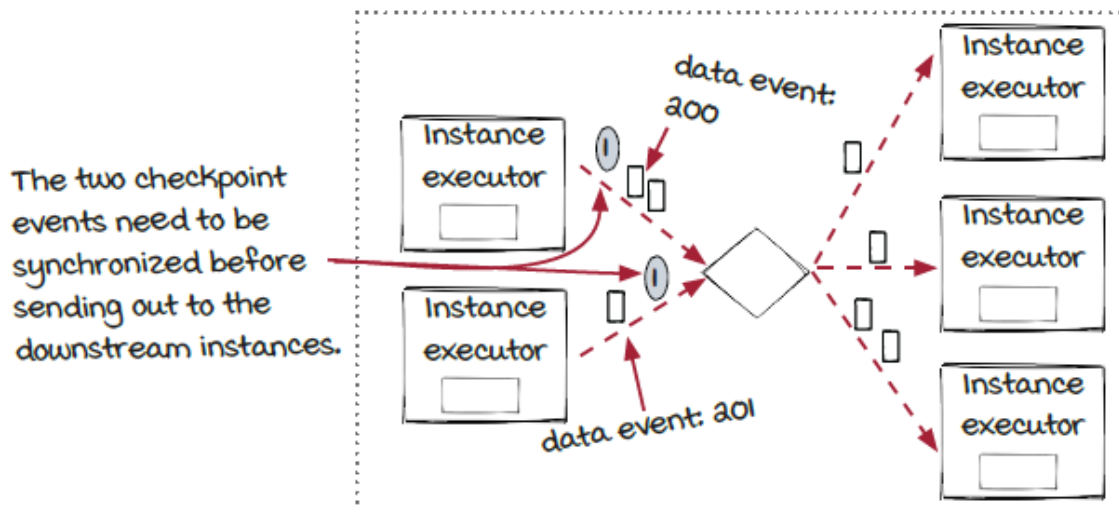 The two checkpoint
events need to be
synchronized before
sending out to the
downstream instances.
Instance
executor
Instance
executor
data event:
200
data event: 201
Instance
executor
Instance
executor
Instance
executor